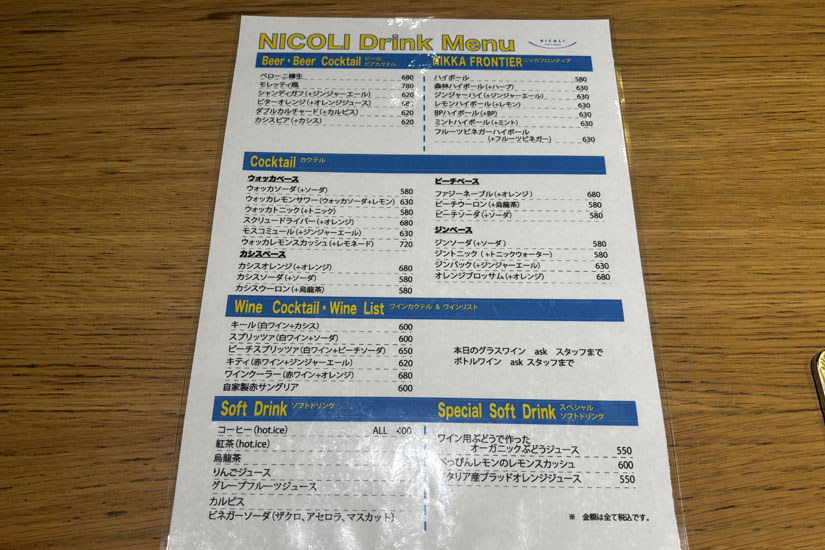 NICOLI Drink Menu
NICOLI
Beer・Beer Cocktail ビール ビアカクテル
ペローニ樽生 680
モレッティ瓶 780
シャンディガフ(+ジンジャーエール) 620
ビターオレンジ(+オレンジジュース) 680
ダブルカルチャード(+カルピス) 620
カシスビア(+カシス) 620
NIKKA FRONTIER ニッカフロンティア
ハイボール 580
森林ハイボール(+ハーブ) 630
ジンジャーハイ(+ジンジャーエール) 630
レモンハイボール(+レモン) 630
BPハイボール(+BP) 630
ミントハイボール(+ミント) 630
フルーツビネガーハイボール
(+フルーツビネガー) 630
Cocktail カクテル
ウォッカベース
ウォッカソーダ(+ソーダ) 580
ウォッカレモンサワー(ウォッカソーダ+レモン) 630
ウォッカトニック(+トニック) 580
スクリュードライバー(+オレンジ) 680
モスコミュール(+ジンジャーエール) 630
ウォッカレモンスカッシュ(+レモネード) 720
カシスベース
カシスオレンジ(+オレンジ) 680
カシスソーダ(+ソーダ) 580
カシスウーロン(+烏龍茶) 580
ピーチベース
ファジーネーブル(+オレンジ) 680
ピーチウーロン(+烏龍茶) 580
ピーチソーダ(+ソーダ) 580
ジンベース
ジンソーダ(+ソーダ) 580
ジントニック(+トニックウォーター) 580
ジンバック(+ジンジャーエール) 630
オレンジブロッサム(+オレンジ) 680
Wine Cocktail・Wine List ワインカクテル & ワインリスト
キール(白ワイン+カシス) 600
スプリッツァ(白ワイン+ソーダ) 600
ピーチスプリッツァ(白ワイン+ピーチソーダ) 650
キティ(赤ワイン+ジンジャーエール) 620
ワインクーラー(赤ワイン+オレンジ) 680
自家製赤サングリア 600
本日のグラスワイン ask スタッフまで
ボトルワイン ask スタッフまで
Soft Drink ソフトドリンク
コーヒー(hot.ice) ALL 400
紅茶(hot.ice)
烏龍茶
りんごジュース
グレープフルーツジュース
カルピス
ビネガーソーダ(ザクロ、アセロラ、マスカット)
Special Soft Drink スペシャル ソフトドリンク
ワイン用ぶどうで作った
オーガニックぶどうジュース 550
べっぴんレモンのレモンスカッシュ 600
イタリア産ブラッドオレンジジュース 550
※ 金額は全て税込です。